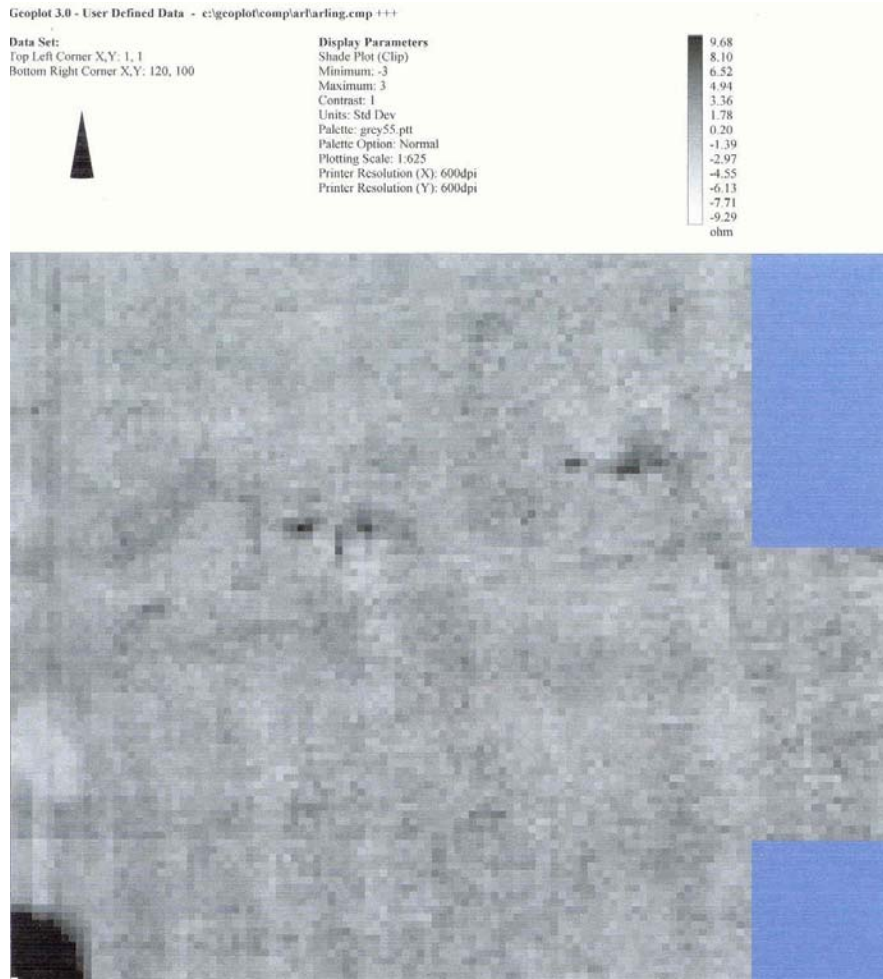 Geoplot 3.0 - User Defined Data - c:\geoplot\comp\arl\arling.cmp +++
Data Set:
Top Left Corner X,Y: 1, 1
Bottom Right Corner X,Y: 120, 100
Display Parameters
Shade Plot (Clip)
Minimum: -3
Maximum: 3
Contrast: 1
Units: Std Dev
Palette: grey55.ptt
Palette Option: Normal
Plotting Scale: 1:625
Printer Resolution (X): 600dpi
Printer Resolution (Y): 600dpi
9.68
8.10
6.52
4.94
3.36
1.78
0.20
-1.39
-2.97
-4.55
-6.13
-7.71
-9.29
ohm